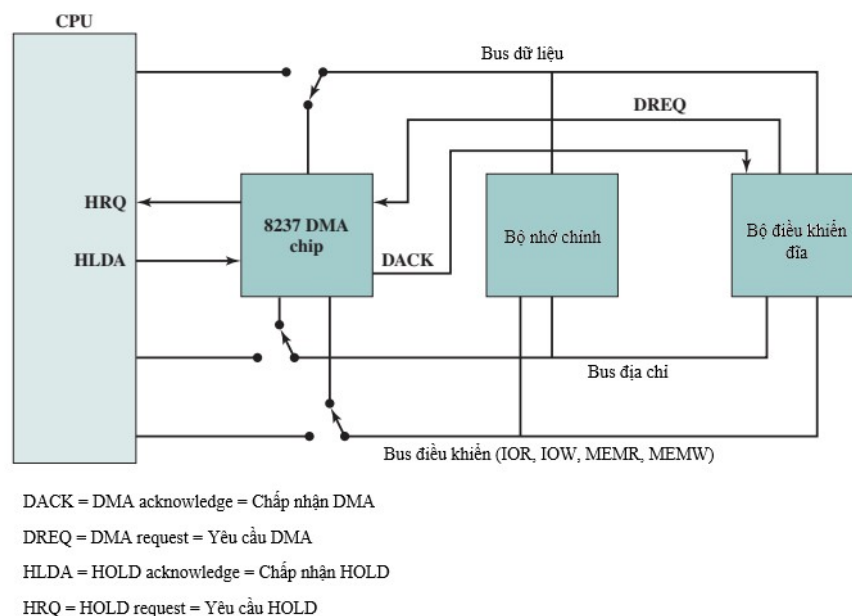 CPU
Bus dữ liệu
DREQ
HRQ
8237 DMA
chip
Bộ nhớ chính
Bộ điều khiển
đĩa
HLDA
DACK
Bus địa chỉ
Bus điều khiển (IOR, IOW, MEMR, MEMW)
DACK = DMA acknowledge = Chấp nhận DMA
DREQ = DMA request = Yêu cầu DMA
HLDA = HOLD acknowledge = Chấp nhận HOLD
HRQ = HOLD request = Yêu cầu HOLD